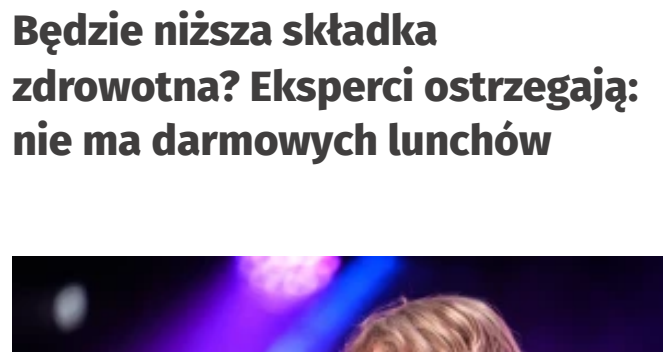 Będzie niższa składka
zdrowotna? Eksperci ostrzegają:
nie ma darmowych lunchów